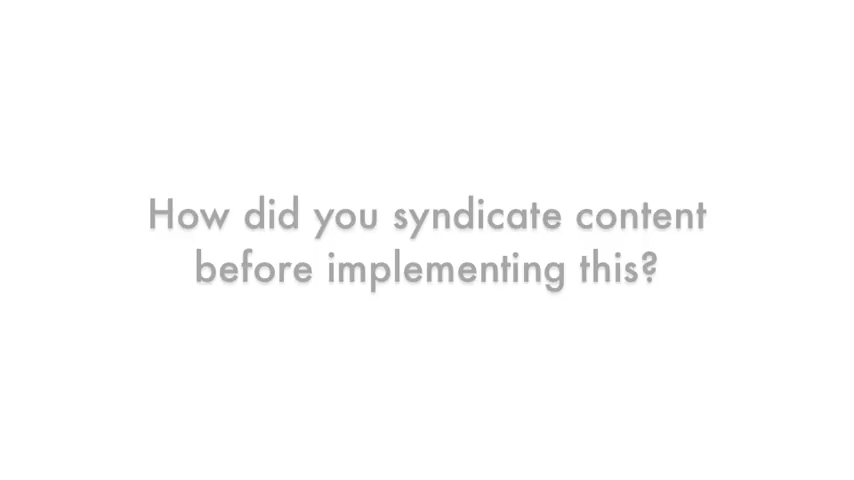 How did you syndicate content
before implementing this?